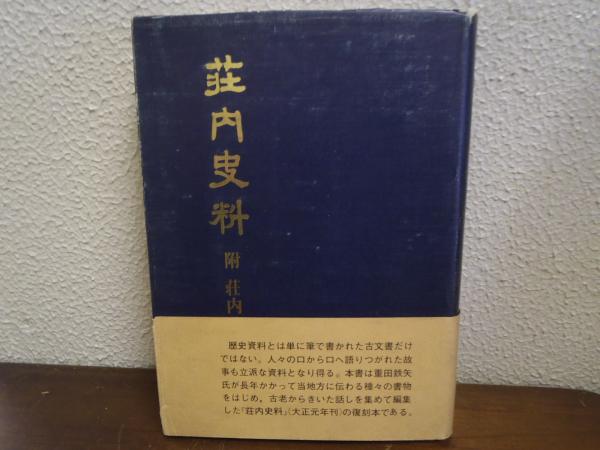 荘内史料
附 荘内
歴史資料とは単に筆で書かれた古文書だけ
ではない。人々の口から口へ語りつがれた故
事も立派な資料となり得る。本書は重田鉄矢
氏が長年かかって当地方に伝わる種々の書物
をはじめ、古老からきいた話しを集めて編集
した「荘内史料」(大正元年刊)の復刻本である。